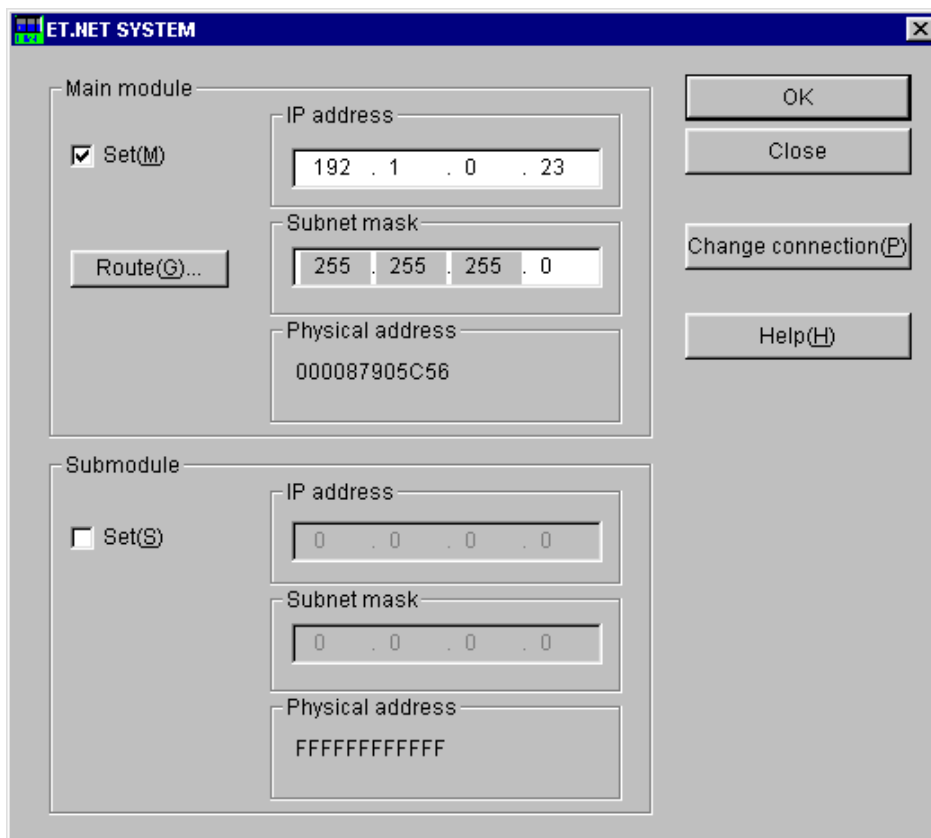 ET.NET SYSTEM
Main module
Set(M)
Route(G)...
IP address
192 . 1 . 0 . 23
Subnet mask
255 . 255 . 255 . 0
Physical address
000087905C56
OK
Close
Change connection(P)
Help(H)
Submodule
Set(S)
IP address
0 . 0 . 0 . 0
Subnet mask
0 . 0 . 0 . 0
Physical address
FFFFFFFFFFFF